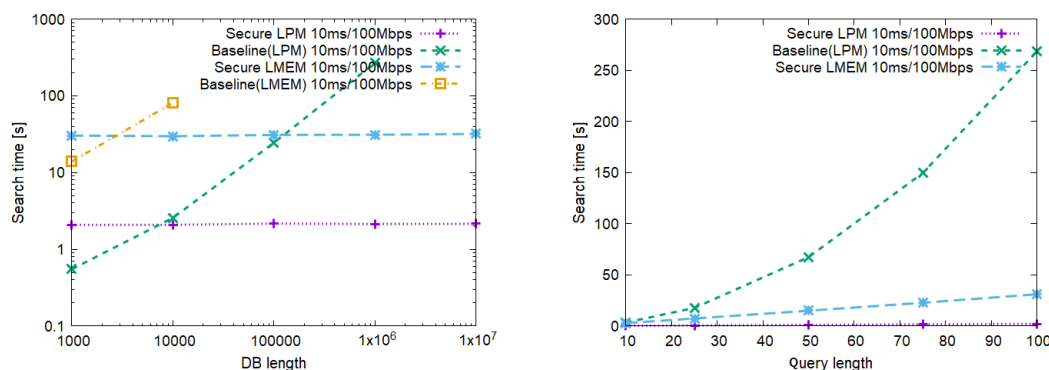 Search time [s]
1000
100
10
1
0.1
Secure LPM 10ms/100Mbps
Baseline(LPM) 10ms/100Mbps
Secure LMEM 10ms/100Mbps
Baseline(LMEM) 10ms/100Mbps
1000
10000
100000
1x10^6
1x10^7
DB length
Search time [s]
300
250
200
150
100
50
0
Secure LPM 10ms/100Mbps
Baseline(LPM) 10ms/100Mbps
Secure LMEM 10ms/100Mbps
10
20
30
40
50
60
70
80
90
100
Query length